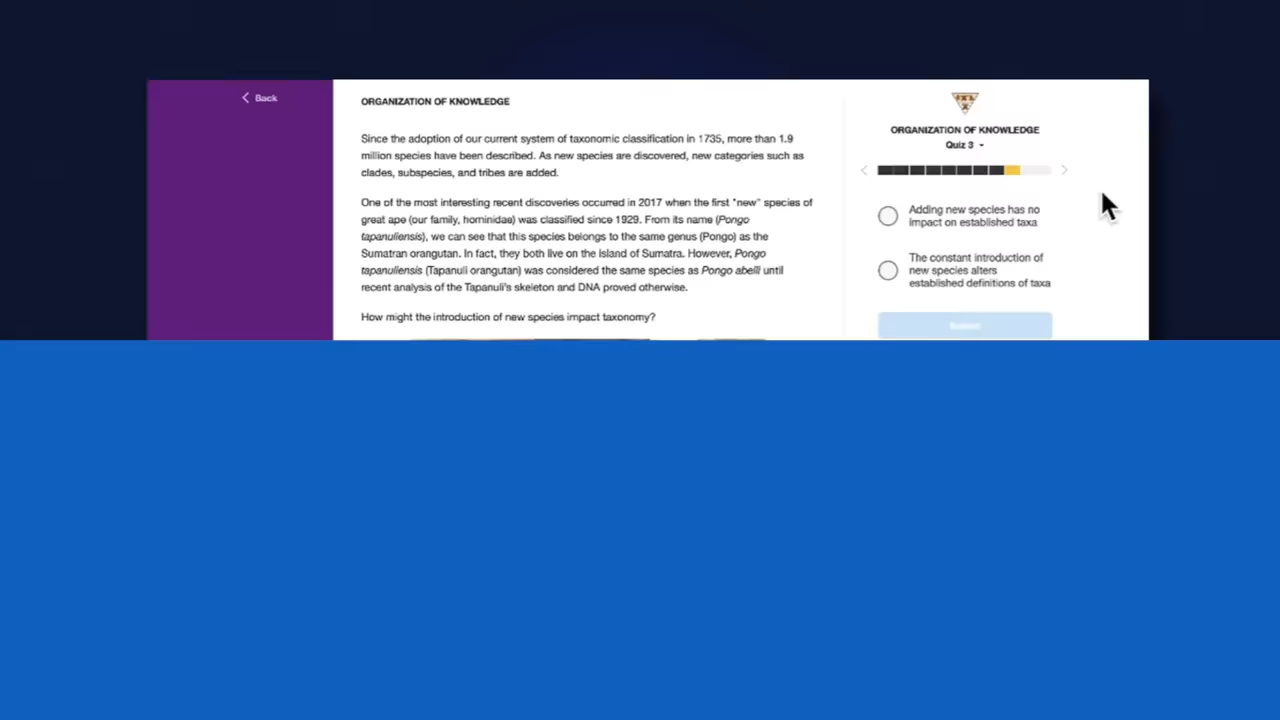 Back
ORGANIZATION OF KNOWLEDGE
Since the adoption of our current system of taxonomic classification in 1735, more than 1.9
million species have been described. As new species are discovered, new categories such as
clades, subspecies, and tribes are added.
One of the most interesting recent discoveries occurred in 2017 when the first "new" species of
great ape (our family, hominidae) was classified since 1929. From its name (Pongo
tapanuliensis), we can see that this species belongs to the same genus (Pongo) as the
Sumatran orangutan. In fact, they both live on the island of Sumatra. However, Pongo
tapanuliensis (Tapanuli orangutan) was considered the same species as Pongo abelii until
recent analysis of the Tapanuli's skeleton and DNA proved otherwise.
How might the introduction of new species impact taxonomy?
ORGANIZATION OF KNOWLEDGE
Quiz 3
Adding new species has no
impact on established taxa
The constant introduction of
new species alters
established definitions of taxa
Submit